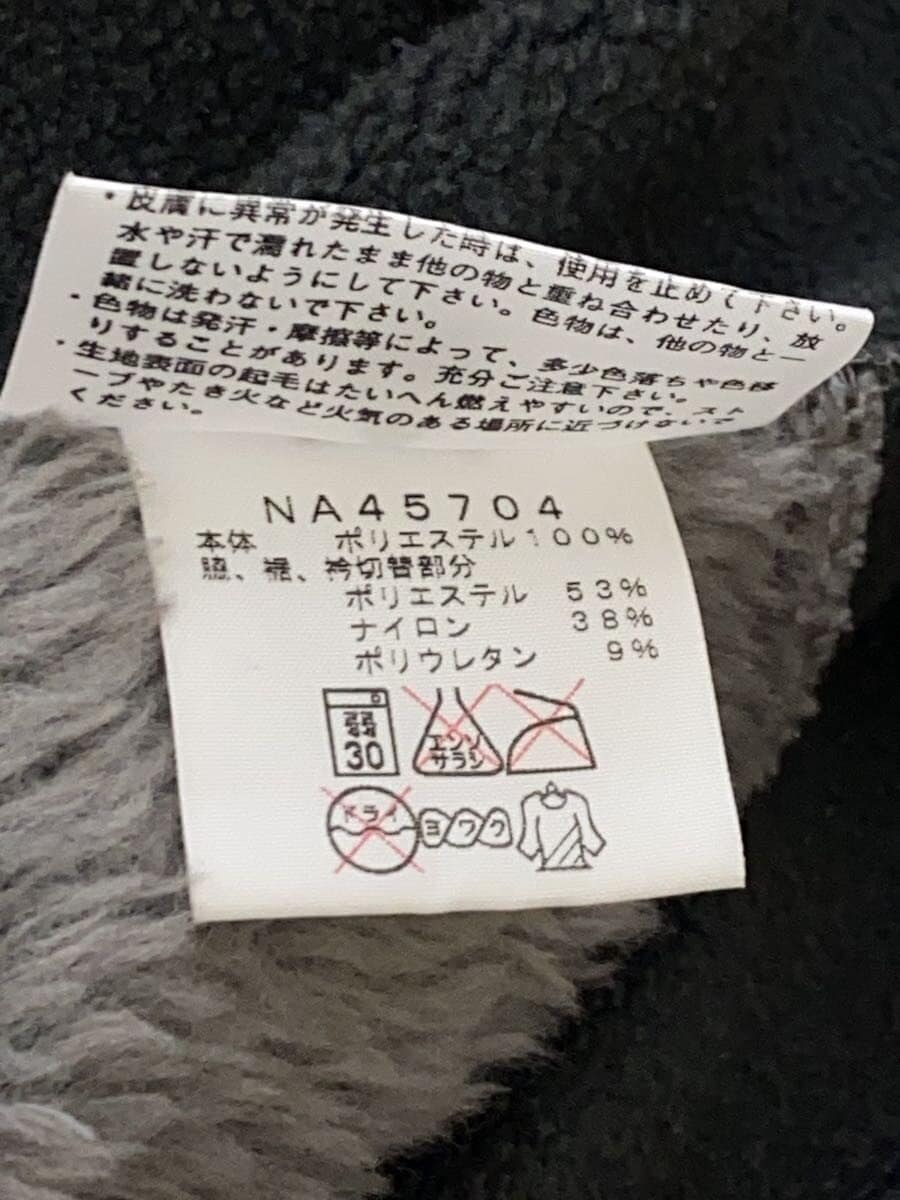 ・皮膚に異常が発生した時は、使用を止めて下さい。
水や汗で濡れたまま他の物と重ね合わせたり、放
置しないようにして下さい。色物は、他の物と一
緒に洗わないで下さい。
・色物は発汗・摩擦等によって、多少色落ちや色移
りすることがあります。充分ご注意下さい。
・生地表面の起毛はたいへん燃えやすいので、スト
ーブやたき火など火気のある場所に近づけないで
ください。
NA45704
本体 ポリエステル100%
脇、裾、衿切替部分
ポリエステル 53%
ナイロン 38%
ポリウレタン 9%
弱 30 エンソサラシ
ドライ ヨワク